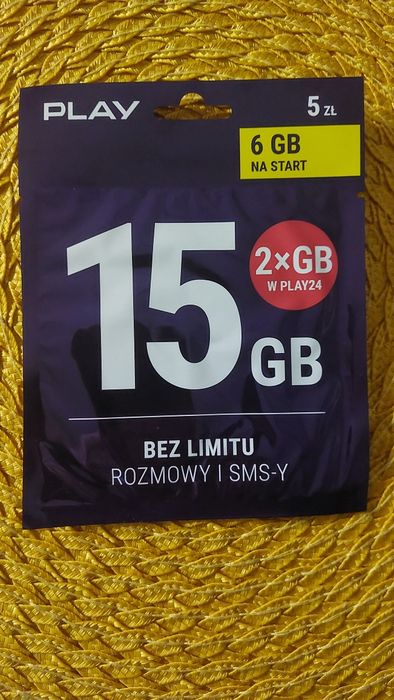 PLAY
5 ZŁ
6 GB
NA START
15 GB
2×GB
W PLAY24
BEZ LIMITU
ROZMOWY I SMS-Y